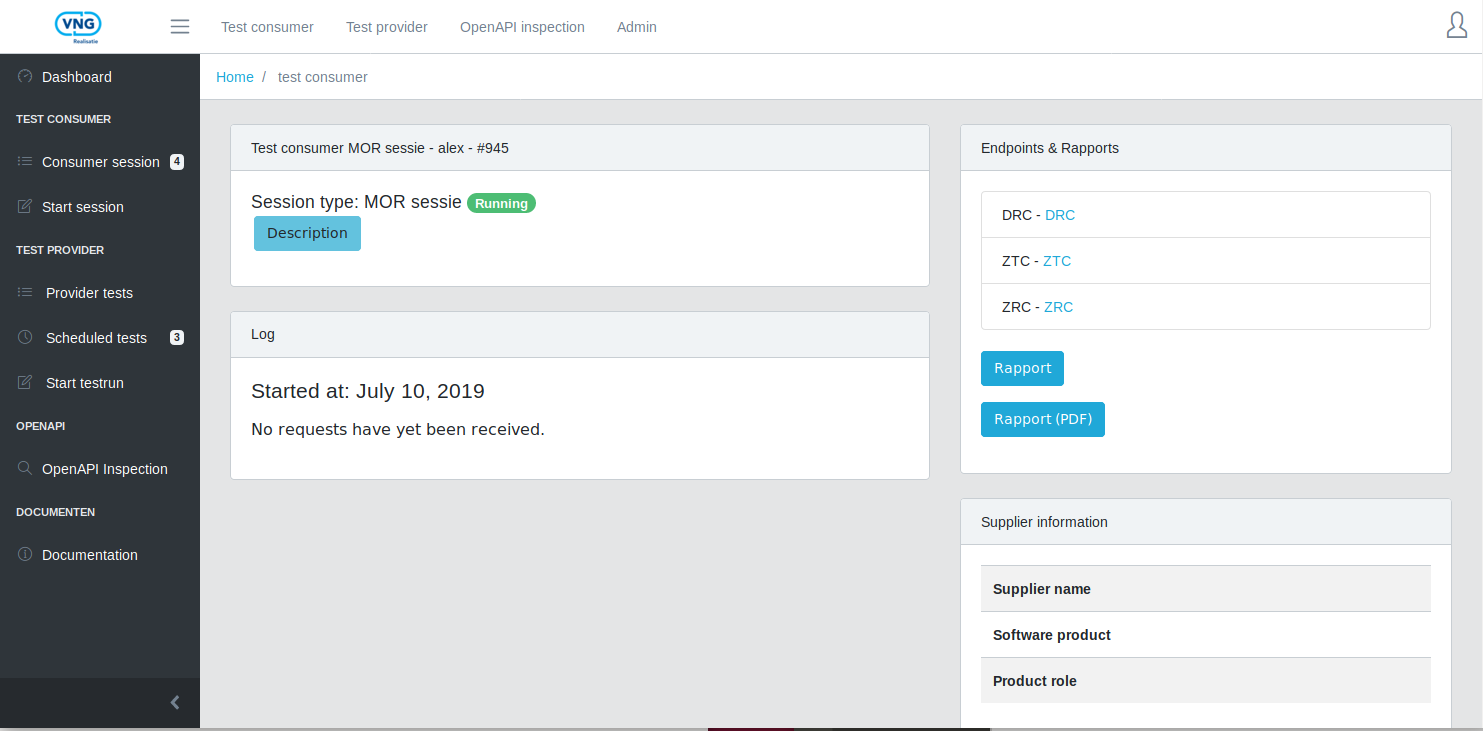 VNG
Realisatie
Test consumer
Test provider
OpenAPI inspection
Admin
Dashboard
TEST CONSUMER
Consumer session 4
Start session
TEST PROVIDER
Provider tests
Scheduled tests 3
Start testrun
OPENAPI
OpenAPI Inspection
DOCUMENTEN
Documentation
Home / test consumer
Test consumer MOR sessie - alex - #945
Session type: MOR sessie Running
Description
Log
Started at: July 10, 2019
No requests have yet been received.
Endpoints & Rapports
DRC - DRC
ZTC - ZTC
ZRC - ZRC
Rapport
Rapport (PDF)
Supplier information
Supplier name
Software product
Product role